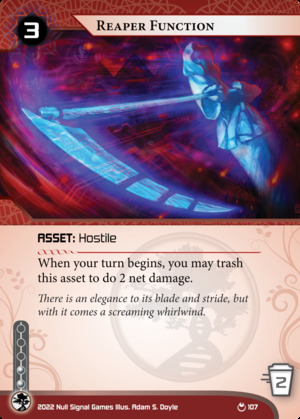 3
REAPER FUNCTION
ASSET: Hostile
When your turn begins, you may trash
this asset to do 2 net damage.
There is an elegance to its blade and stride, but
with it comes a screaming whirlwind.
2
2022 Null Signal Games Illus. Adam S. Doyle
107